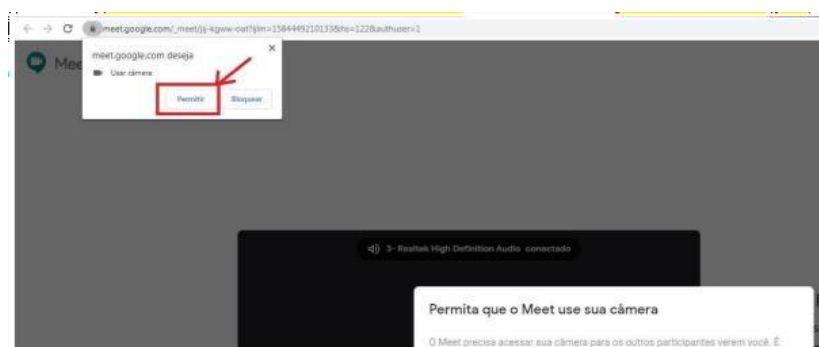 meet.google.com/_meet/jij-kgww-oat?ijlm=1584449210133&hs=122&authuser=1
Mee
meet.google.com deseja
Usar câmera
Permitir Bloquear
3- Realtek High Definition Audio conectado
Permita que o Meet use sua câmera
O Meet precisa acessar sua câmera para os outros participantes verem você. É